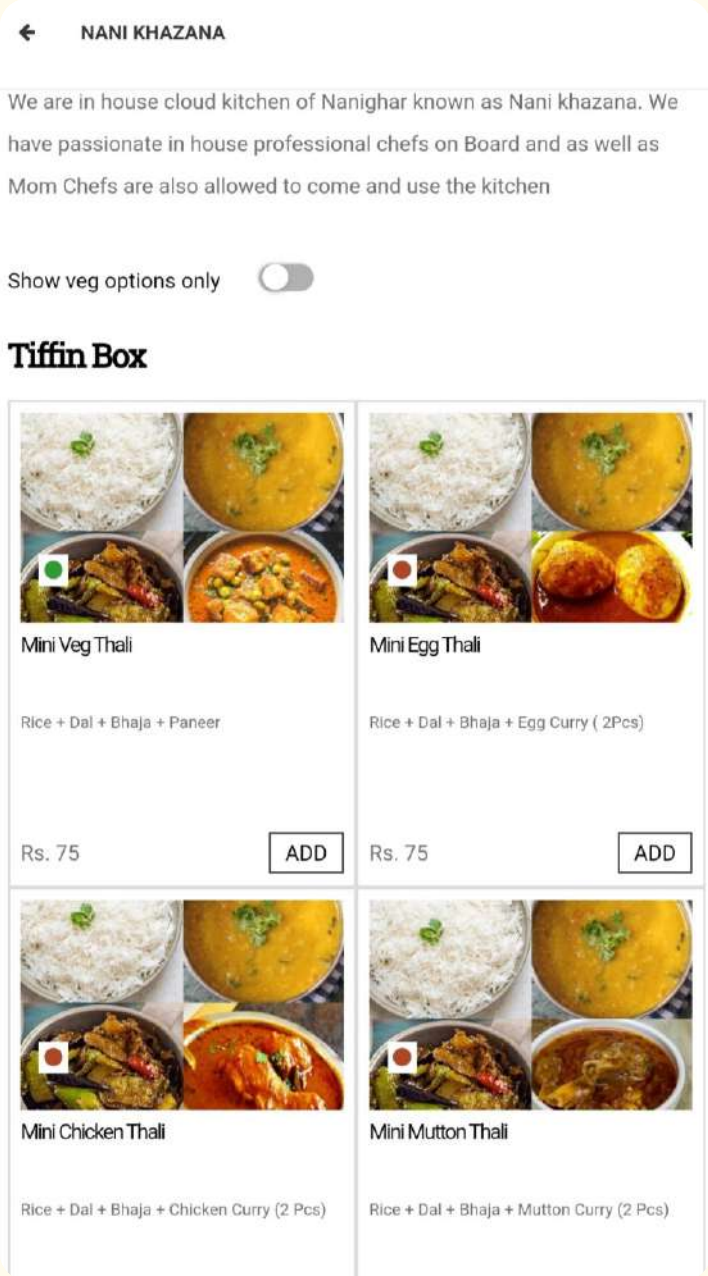 NANI KHAZANA
We are in house cloud kitchen of Nanighar known as Nani khazana. We
have passionate in house professional chefs on Board and as well as
Mom Chefs are also allowed to come and use the kitchen
Show veg options only
Tiffin Box
Mini Veg Thali
Rice + Dal + Bhaja + Paneer
Rs. 75
ADD
Mini Egg Thali
Rice + Dal + Bhaja + Egg Curry ( 2Pcs)
Rs. 75
ADD
Mini Chicken Thali
Rice + Dal + Bhaja + Chicken Curry (2 Pcs)
Mini Mutton Thali
Rice + Dal + Bhaja + Mutton Curry (2 Pcs)